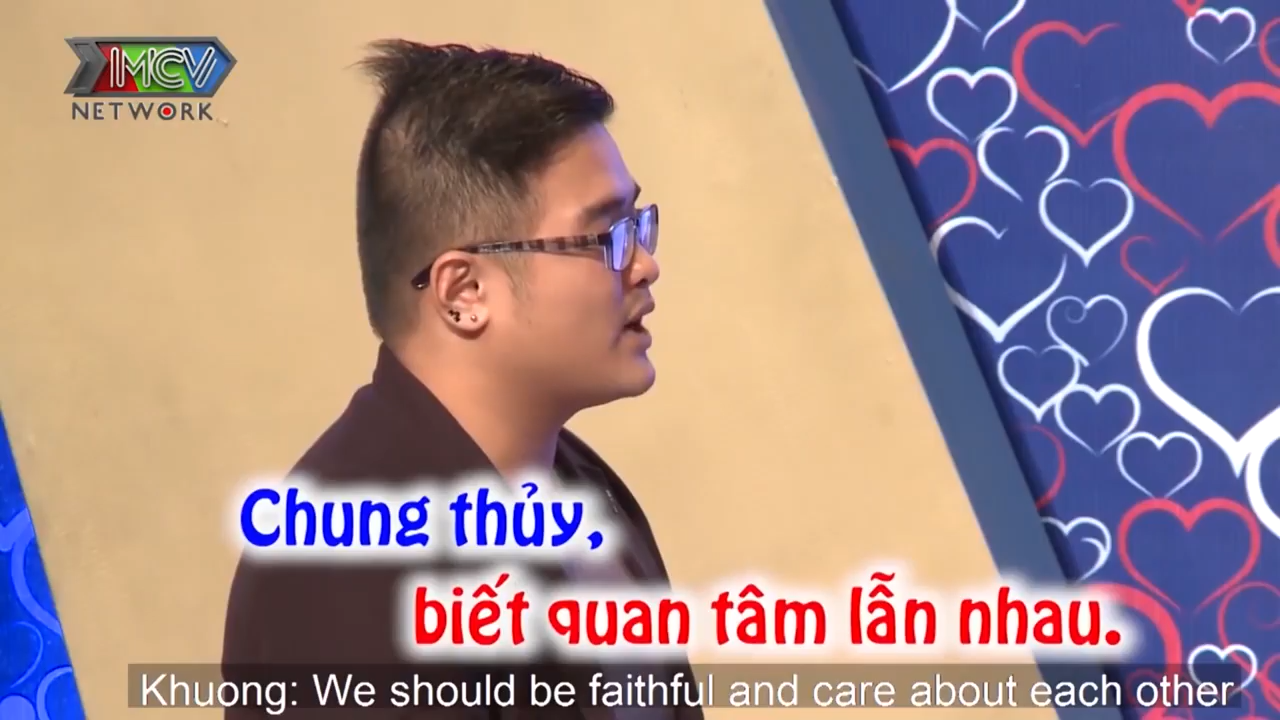 MCV
NETWORK
Chung thủy,
biết quan tâm lẫn nhau.
Khuong: We should be faithful and care about each other